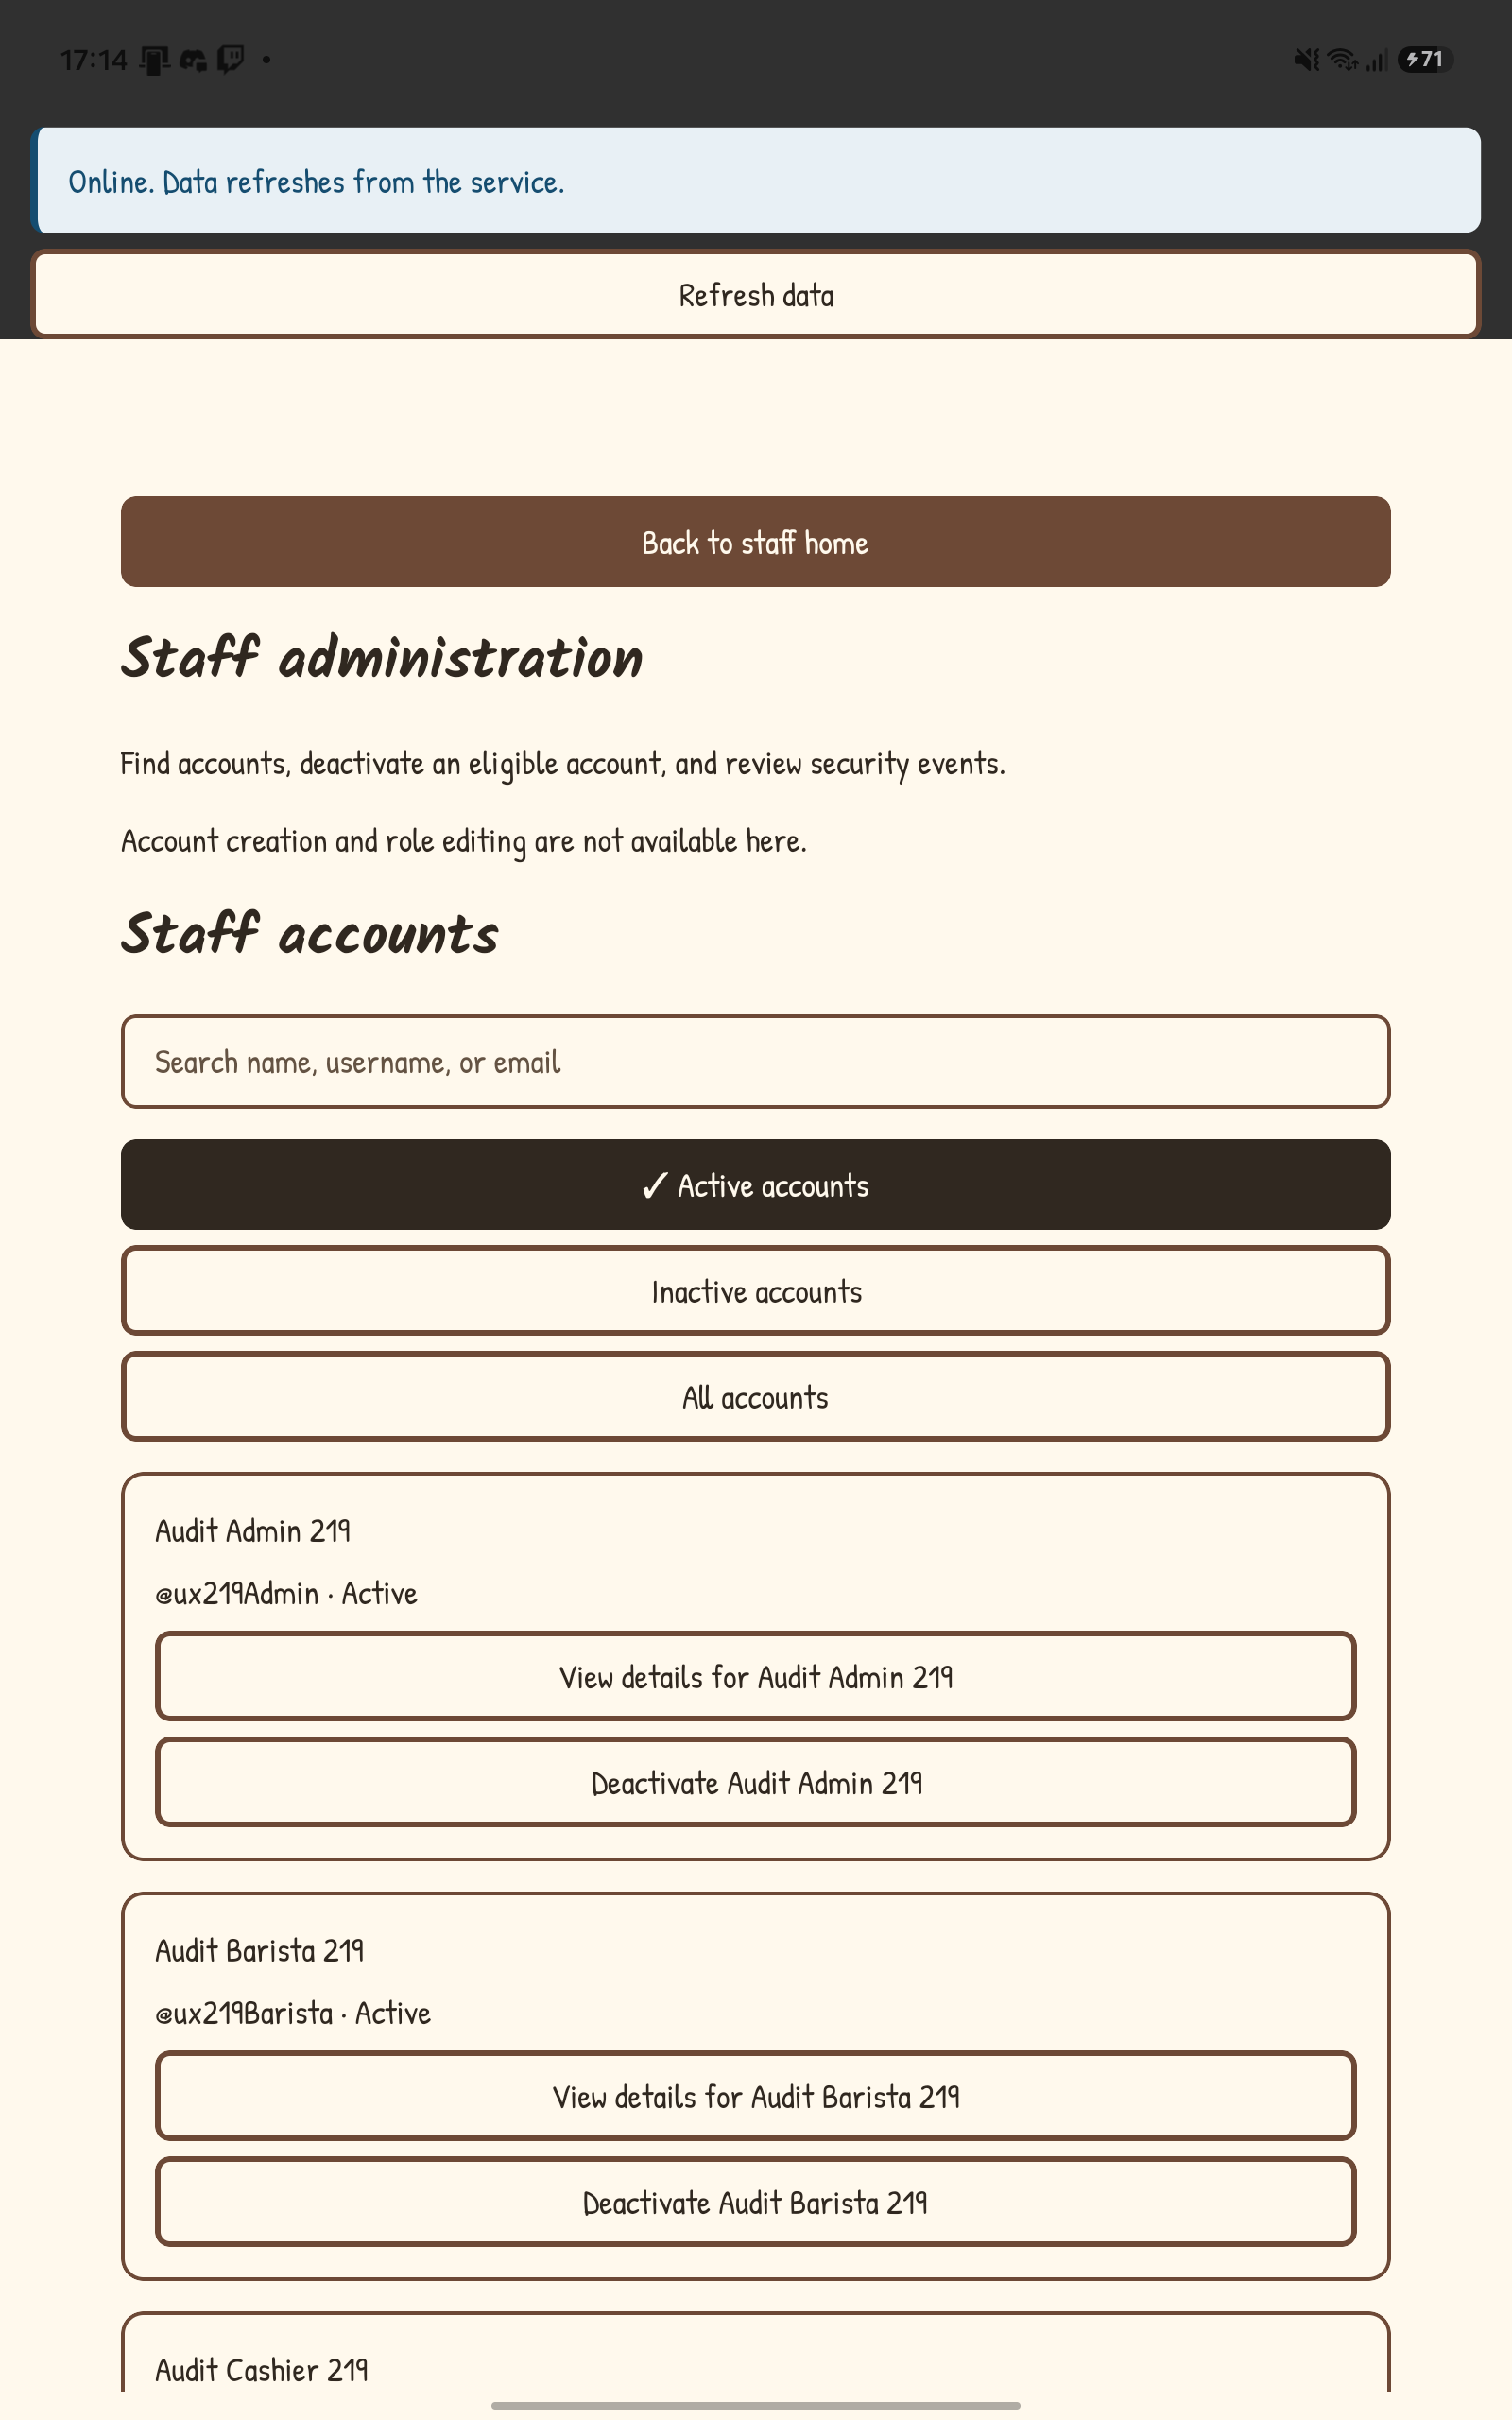 17:14
71
Online. Data refreshes from the service.
Refresh data
Back to staff home
Staff administration
Find accounts, deactivate an eligible account, and review security events.
Account creation and role editing are not available here.
Staff accounts
Search name, username, or email
✓ Active accounts
Inactive accounts
All accounts
Audit Admin 219
@ux219Admin · Active
View details for Audit Admin 219
Deactivate Audit Admin 219
Audit Barista 219
@ux219Barista · Active
View details for Audit Barista 219
Deactivate Audit Barista 219
Audit Cashier 219